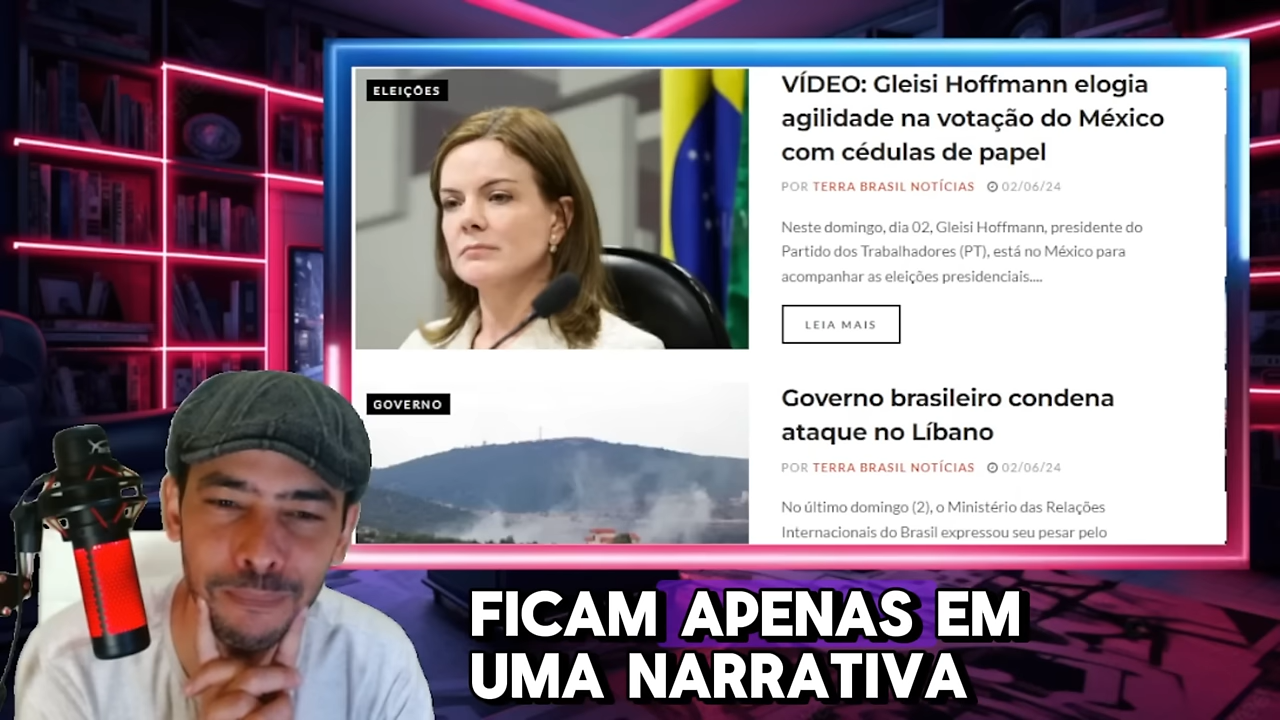 ELEIÇÕES
VÍDEO: Gleisi Hoffmann elogia
agilidade na votação do México
com cédulas de papel
POR TERRA BRASIL NOTÍCIAS 02/06/24
Neste domingo, dia 02, Gleisi Hoffmann, presidente do
Partido dos Trabalhadores (PT), está no México para
acompanhar as eleições presidenciais....
LEIA MAIS
GOVERNO
Governo brasileiro condena
ataque no Líbano
POR TERRA BRASIL NOTÍCIAS 02/06/24
No último domingo (2), o Ministério das Relações
Internacionais do Brasil expressou seu pesar pelo
FICAM APENAS EM
UMA NARRATIVA